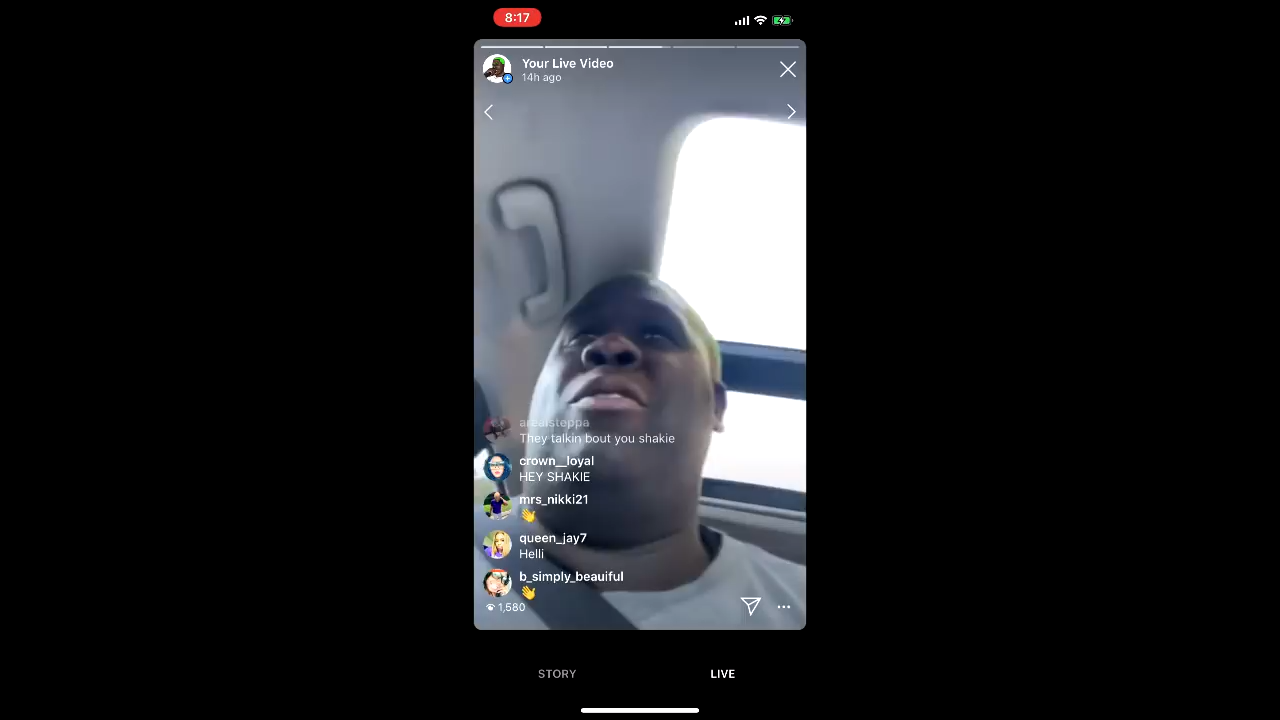 8:17
Your Live Video
14h ago
arealsteppa
They talkin bout you shakie
crown__loyal
HEY SHAKIE
mrs_nikki21
queen_jay7
Helli
b_simply_beauiful
1,580
STORY
LIVE